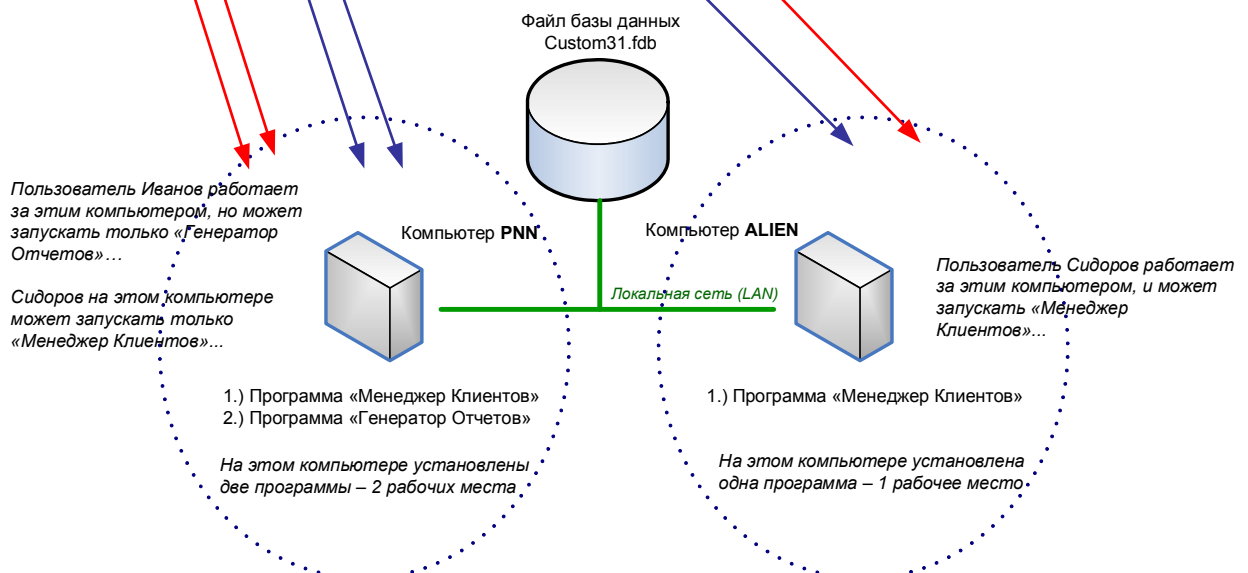 Файл базы данных
Custom31.fdb
Пользователь Иванов работает
за этим компьютером, но может
запускать только «Генератор
Отчетов»…
Сидоров на этом компьютере
может запускать только
«Менеджер Клиентов»...
Компьютер PNN
Компьютер ALIEN
Локальная сеть (LAN)
Пользователь Сидоров работает
за этим компьютером, и может
запускать «Менеджер
Клиентов»...
1.) Программа «Менеджер Клиентов»
2.) Программа «Генератор Отчетов»
На этом компьютере установлены
две программы – 2 рабочих места
1.) Программа «Менеджер Клиентов»
На этом компьютере установлена
одна программа – 1 рабочее место